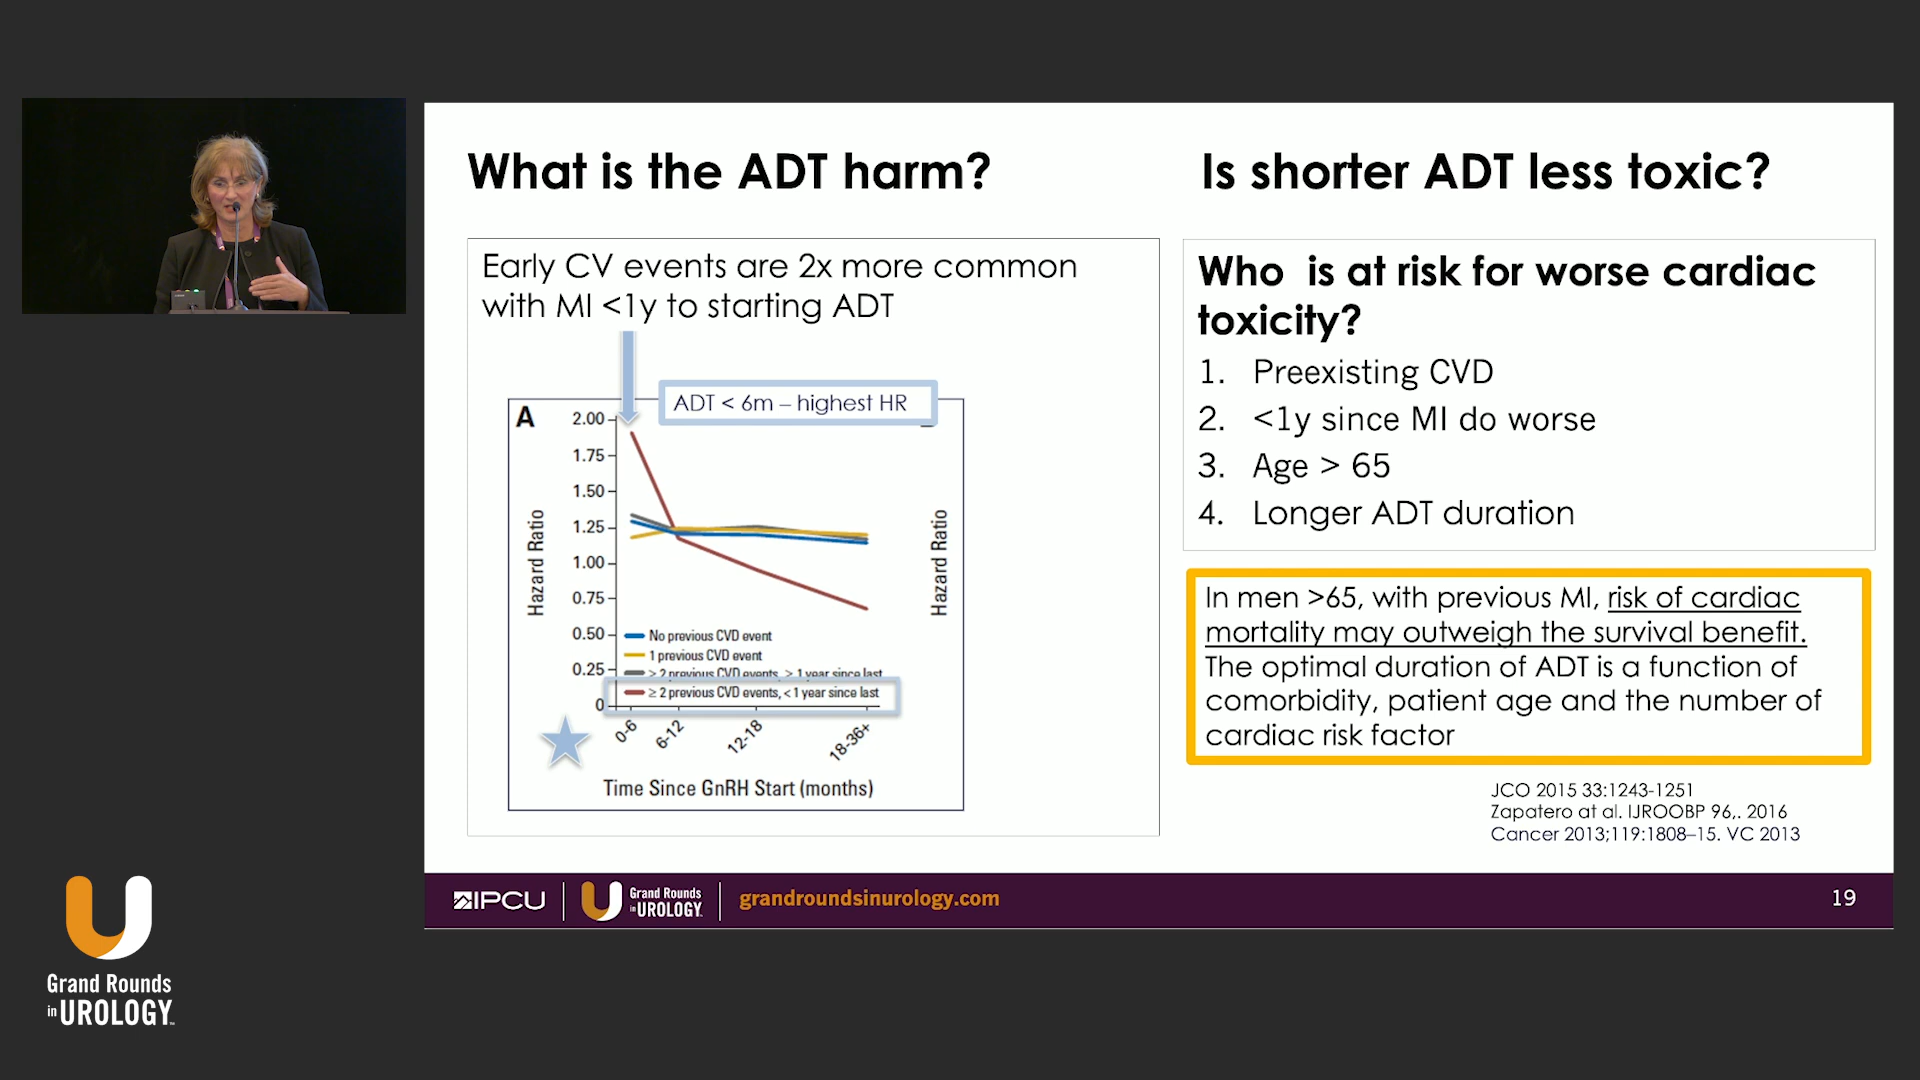 What is the ADT harm?
Is shorter ADT less toxic?
Early CV events are 2x more common
with MI <1y to starting ADT
ADT < 6m – highest HR
A
Hazard Ratio
2.00
1.75
1.50
1.25
1.00
0.75
0.50
0.25
0
No previous CVD event
1 previous CVD event
≥ 2 previous CVD events, ≥ 1 year since last
≥ 2 previous CVD events, < 1 year since last
0-6
6-12
12-18
18-36+
Time Since GnRH Start (months)
Hazard Ratio
Who is at risk for worse cardiac
toxicity?
1. Preexisting CVD
2. <1y since MI do worse
3. Age > 65
4. Longer ADT duration
In men >65, with previous MI, risk of cardiac
mortality may outweigh the survival benefit.
The optimal duration of ADT is a function of
comorbidity, patient age and the number of
cardiac risk factor
JCO 2015 33:1243-1251
Zapatero at al. IJROOBP 96,. 2016
Cancer 2013;119:1808–15. VC 2013
IPCU
Grand Rounds
in UROLOGY
grandroundsinurology.com
19
Grand Rounds
in UROLOGY